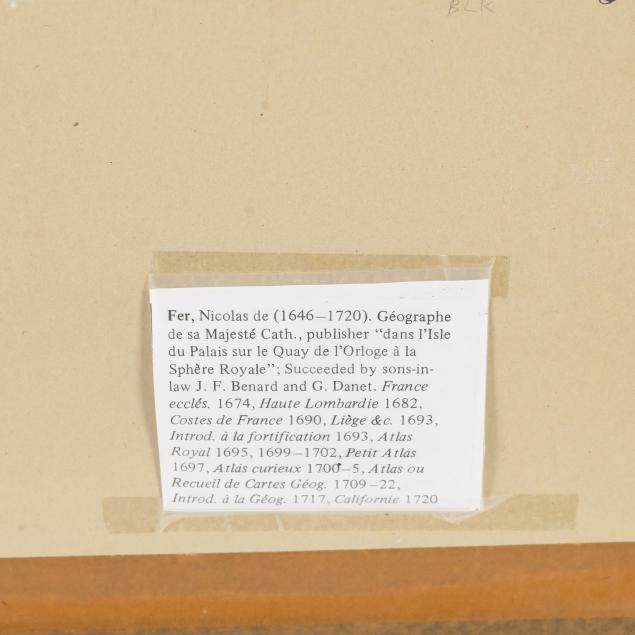 BLK
Fer, Nicolas de (1646–1720). Géographe
de sa Majesté Cath., publisher “dans l'Isle
du Palais sur le Quay de l'Orloge à la
Sphère Royale”; Succeeded by sons-in-
law J. F. Benard and G. Danet. France
ecclés. 1674, Haute Lombardie 1682,
Costes de France 1690, Liège &c. 1693,
Introd. à la fortification 1693, Atlas
Royal 1695, 1699–1702, Petit Atlas
1697, Atlas curieux 1700–5, Atlas ou
Recueil de Cartes Géog. 1709–22,
Introd. à la Géog. 1717, Californie 1720